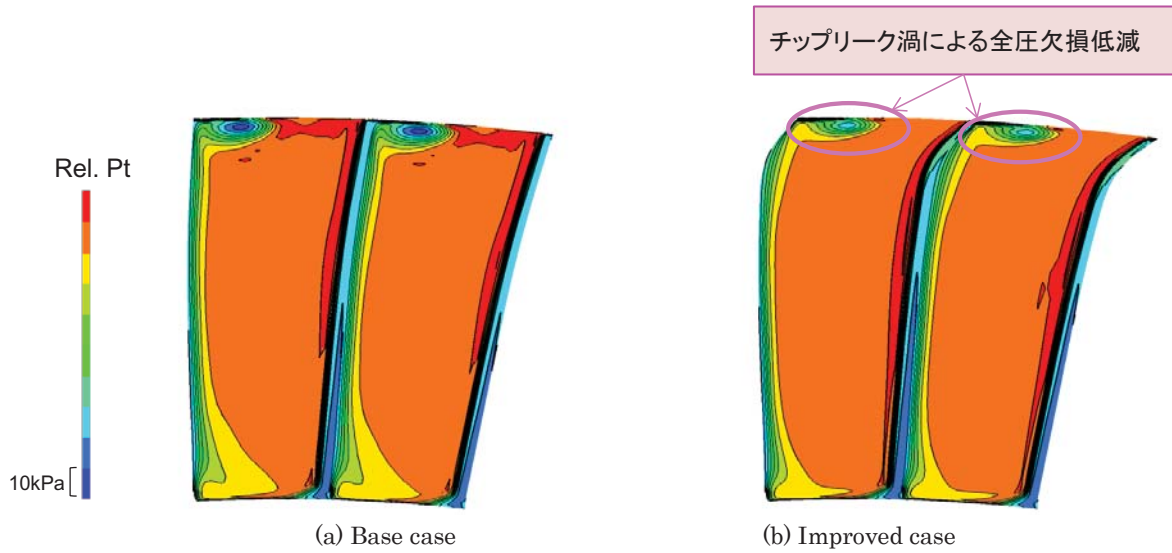 チップリーク渦による全圧欠損低減
Rel. Pt
10kPa
(a) Base case
(b) Improved case